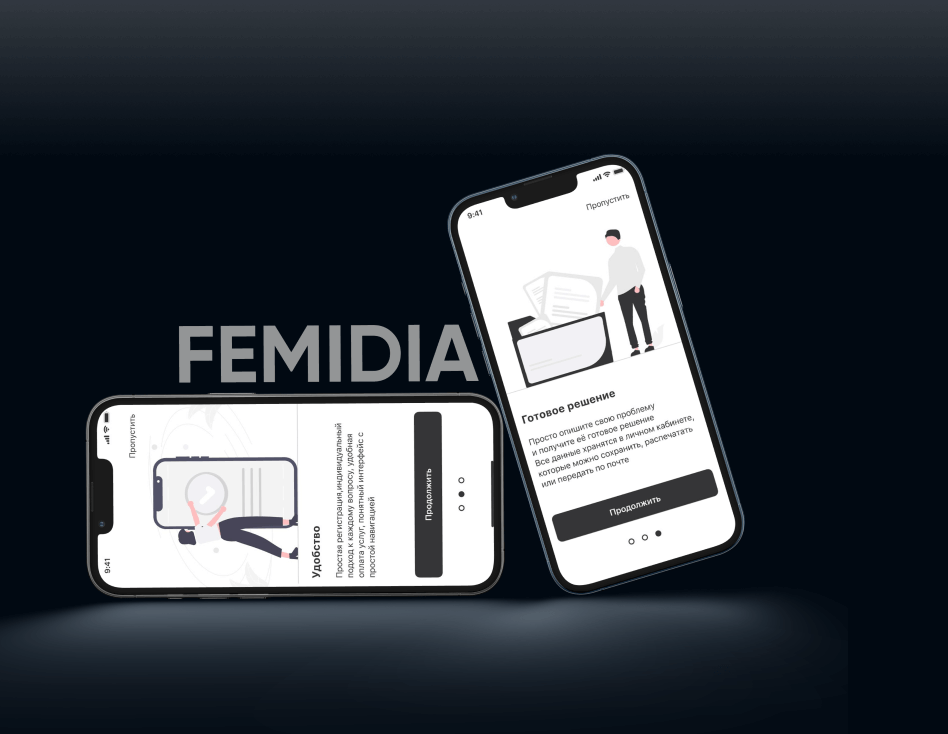 FEMIDIA
9:41
Пропустить
Удобство
Простая регистрация,индивидуальный
подход к каждому вопросу, удобная
оплата услуг, понятный интерфейс с
простой навигацией
Продолжить
9:41
Пропустить
Готовое решение
Просто опишите свою проблему
и получите её готовое решение
Все данные хранятся в личном кабинете,
которые можно сохранить, распечатать
или передать по почте
Продолжить